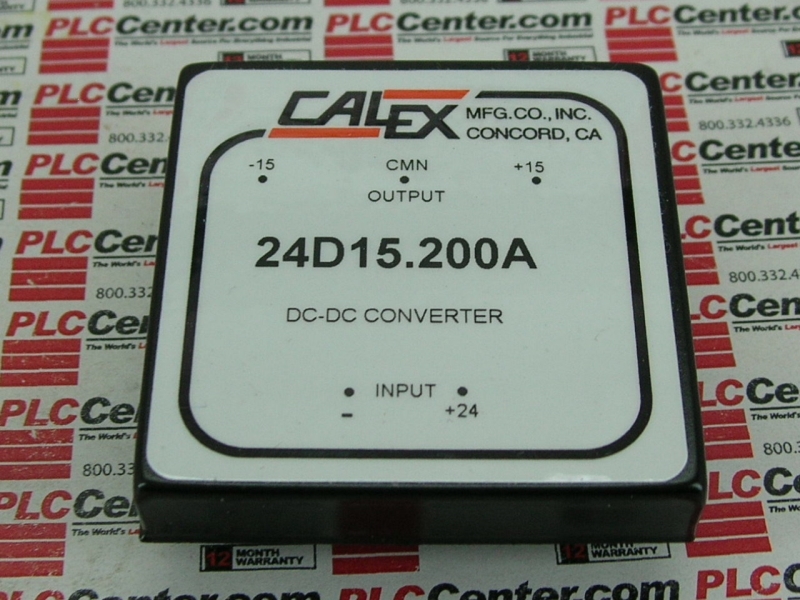 CALEX MFG.CO., INC.
CONCORD, CA
-15 CMN +15
OUTPUT
24D15.200A
DC-DC CONVERTER
INPUT
- +24
PLCCenter.com
The World's Largest Source For Everything Industrial
800.332.4336
12 MONTH WARRANTY